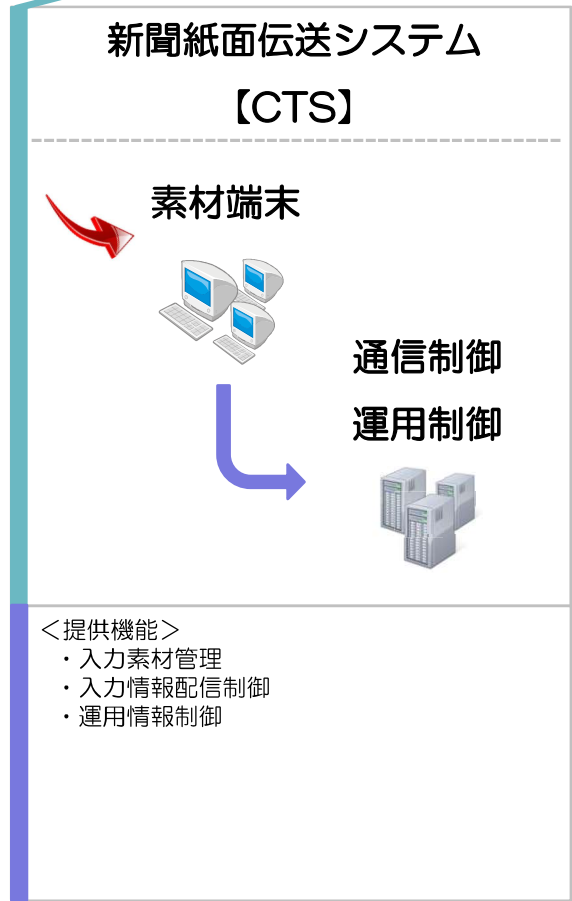 新聞紙面伝送システム
【CTS】
素材端末
通信制御
運用制御
＜提供機能＞
・入力素材管理
・入力情報配信制御
・運用情報制御